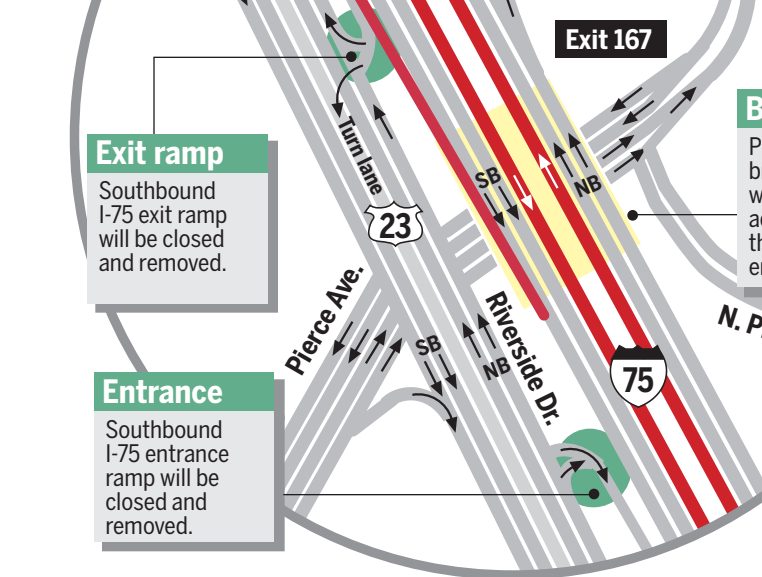 Exit 167
Exit ramp
Southbound
I-75 exit ramp
will be closed
and removed.
Turn lane
23
SB
NB
Pierce Ave.
Riverside Dr.
SB
NB
75
N. P
B
P
b
w
a
th
e
Entrance
Southbound
I-75 entrance
ramp will be
closed and
removed.